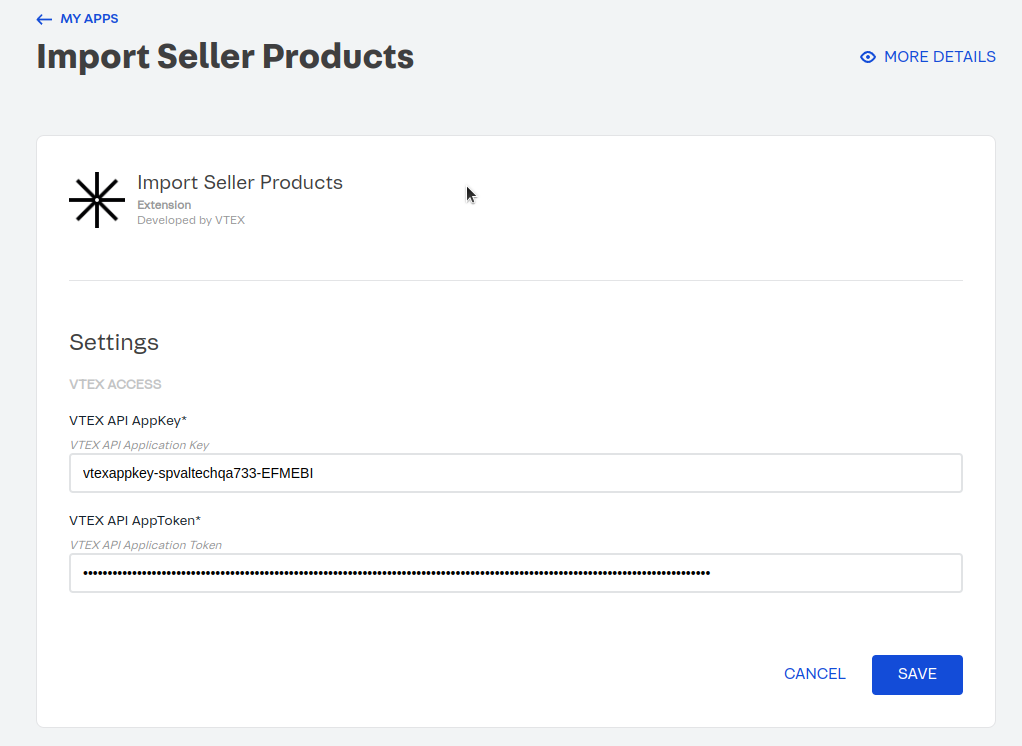 MY APPS
Import Seller Products
MORE DETAILS
Import Seller Products
Extension
Developed by VTEX
Settings
VTEX ACCESS
VTEX API AppKey*
VTEX API Application Key
vtexappkey-spvaltechqa733-EFMEBI
VTEX API AppToken*
VTEX API Application Token
CANCEL
SAVE